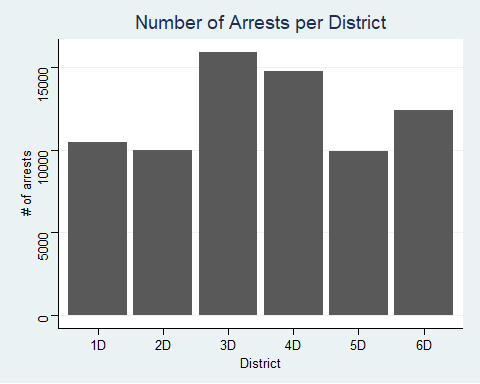 Number of Arrests per District
# of arrests
15000
10000
5000
0
1D 2D 3D 4D 5D 6D
District